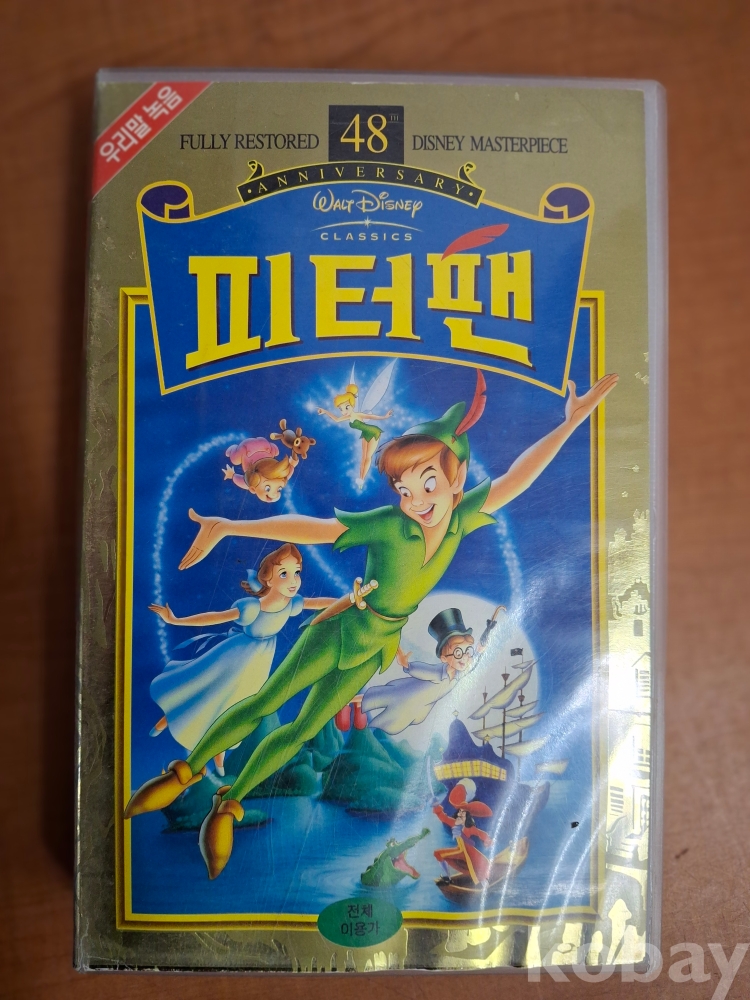 우리말 녹음
FULLY RESTORED 48TH DISNEY MASTERPIECE
• ANNIVERSARY •
WALT DISNEY
CLASSICS
피터팬
전체
이용가
kobay